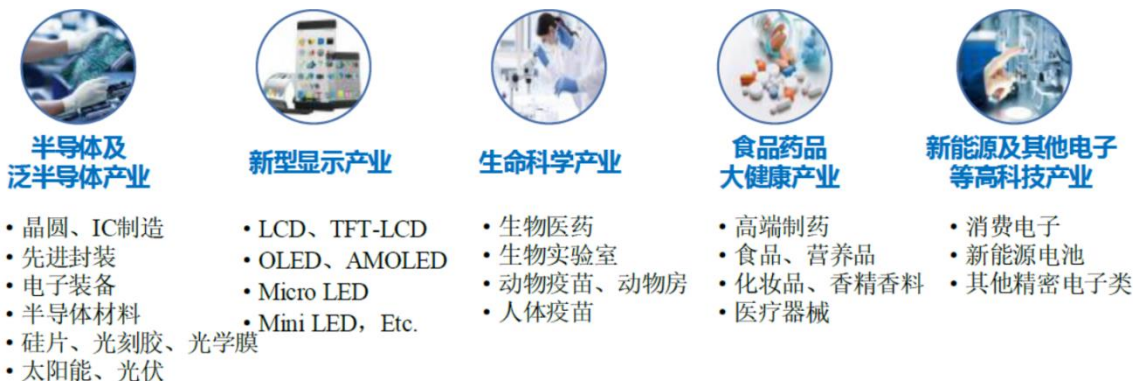 半导体及
泛半导体产业
• 晶圆、IC制造
• 先进封装
• 电子装备
• 半导体材料
• 硅片、光刻胶、光学膜
• 太阳能、光伏
新型显示产业
• LCD、TFT-LCD
• OLED、AMOLED
• Micro LED
• Mini LED，Etc.
生命科学产业
• 生物医药
• 生物实验室
• 动物疫苗、动物房
• 人体疫苗
食品药品
大健康产业
• 高端制药
• 食品、营养品
• 化妆品、香精香料
• 医疗器械
新能源及其他电子
等高科技产业
• 消费电子
• 新能源电池
• 其他精密电子类